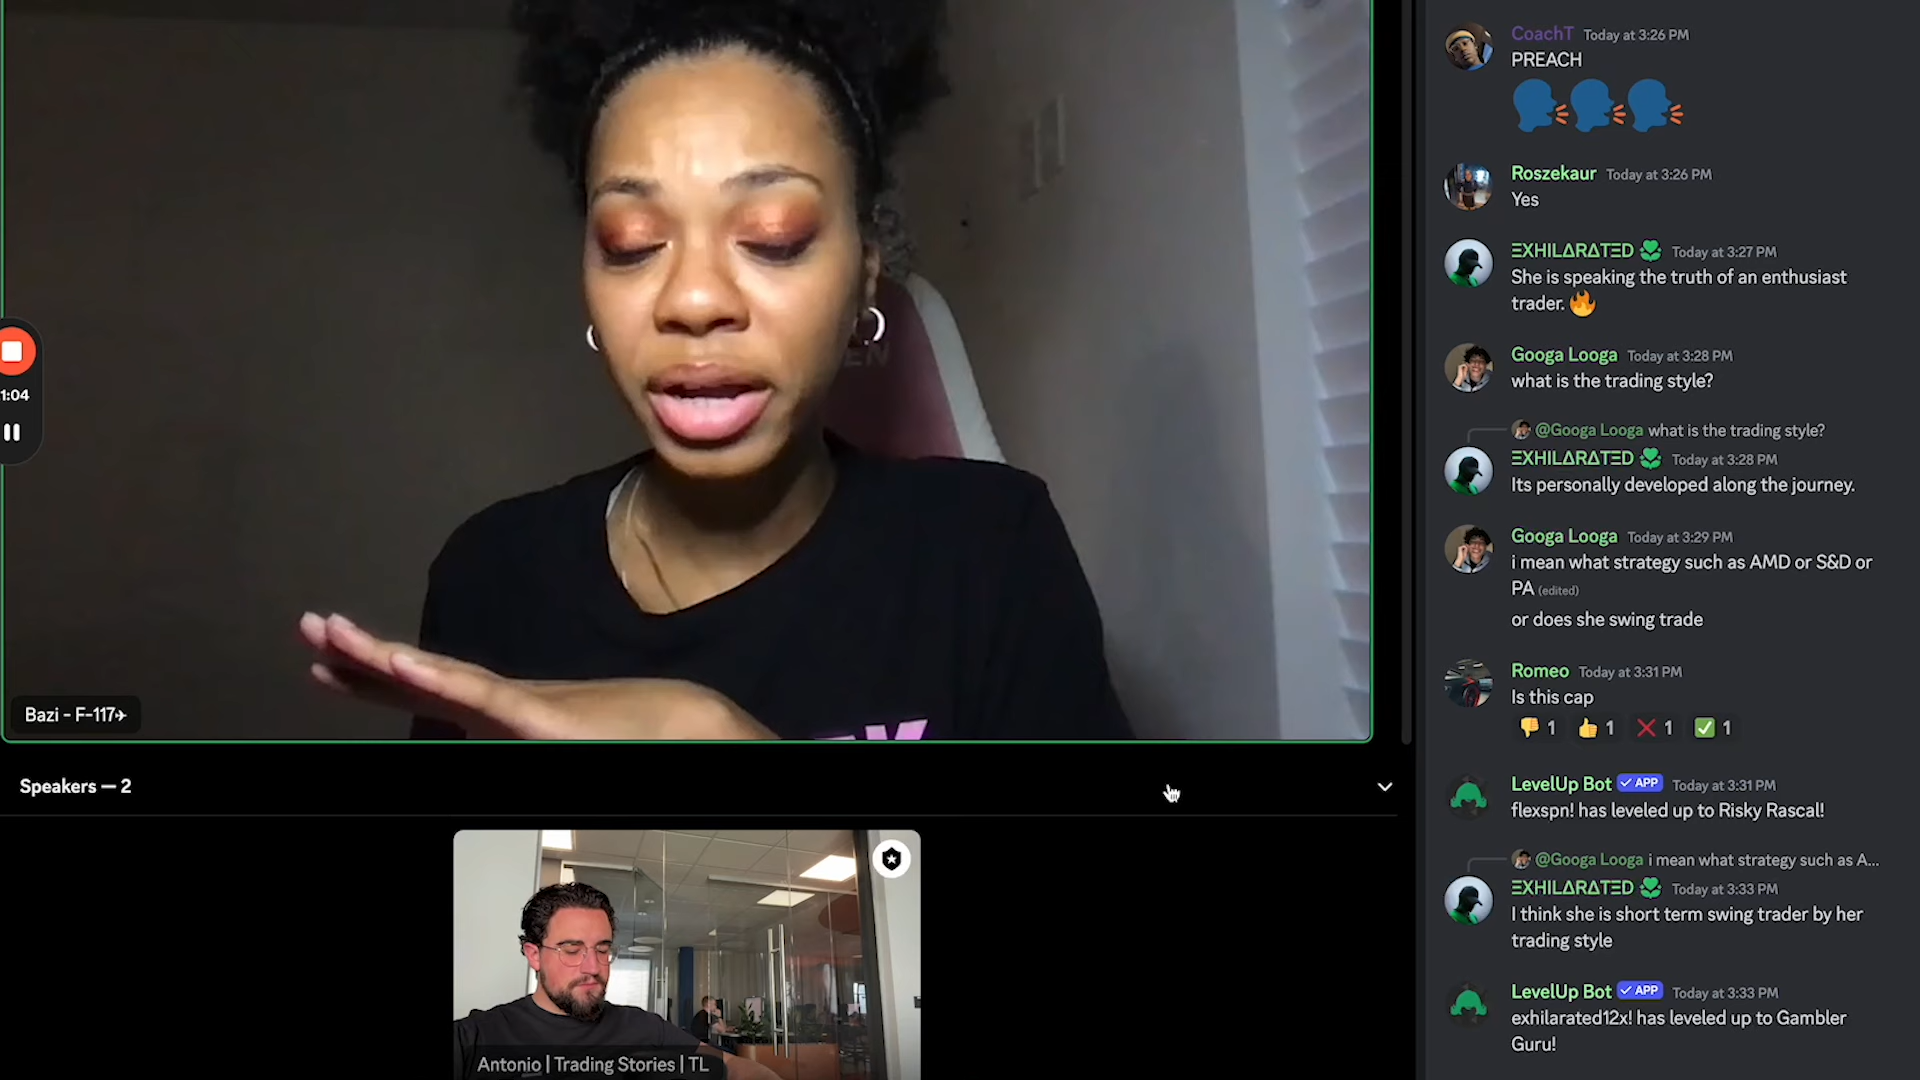 1:04
EN
Bazi - F-117✈
Speakers — 2
Antonio | Trading Stories | TL
CoachT Today at 3:26 PM
PREACH
Roszekaur Today at 3:26 PM
Yes
ΞXHILΔRΔTΞD Today at 3:27 PM
She is speaking the truth of an enthusiast
trader. 🔥
Googa Looga Today at 3:28 PM
what is the trading style?
@Googa Looga what is the trading style?
ΞXHILΔRΔTΞD Today at 3:28 PM
Its personally developed along the journey.
Googa Looga Today at 3:29 PM
i mean what strategy such as AMD or S&D or
PA (edited)
or does she swing trade
Romeo Today at 3:31 PM
Is this cap
👎 1 👍 1 ❌ 1 ✅ 1
LevelUp Bot ✓ APP Today at 3:31 PM
flexspn! has leveled up to Risky Rascal!
@Googa Looga i mean what strategy such as A...
ΞXHILΔRΔTΞD Today at 3:33 PM
I think she is short term swing trader by her
trading style
LevelUp Bot ✓ APP Today at 3:33 PM
exhilarated12x! has leveled up to Gambler
Guru!